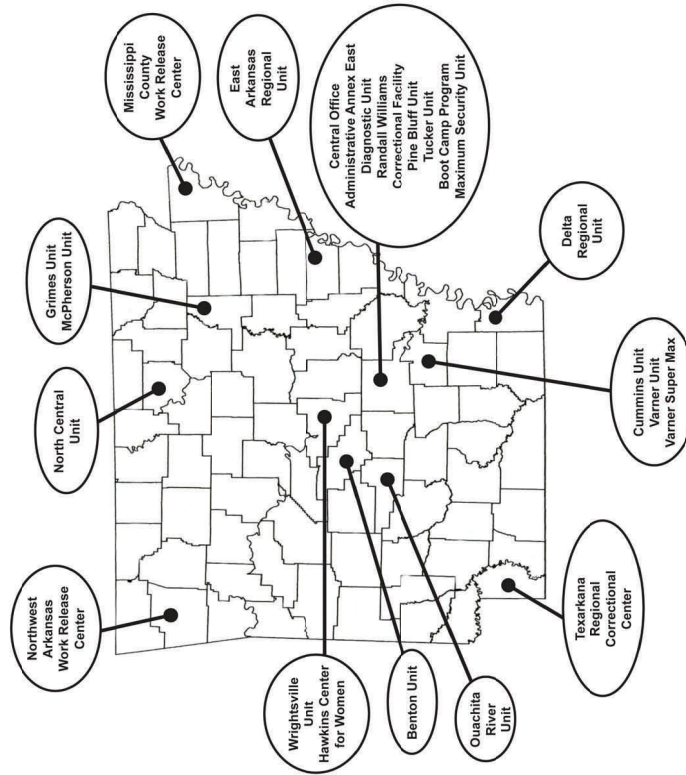 Northwest
Arkansas
Work Release
Center
North Central
Unit
Grimes Unit
McPherson Unit
Mississippi
County
Work Release
Center
East
Arkansas
Regional
Unit
Central Office
Administrative Annex East
Diagnostic Unit
Randall Williams
Correctional Facility
Pine Bluff Unit
Tucker Unit
Boot Camp Program
Maximum Security Unit
Wrightsville
Unit
Hawkins Center
for Women
Benton Unit
Ouachita
River
Unit
Texarkana
Regional
Correctional
Center
Cummins Unit
Varner Unit
Varner Super Max
Delta
Regional
Unit